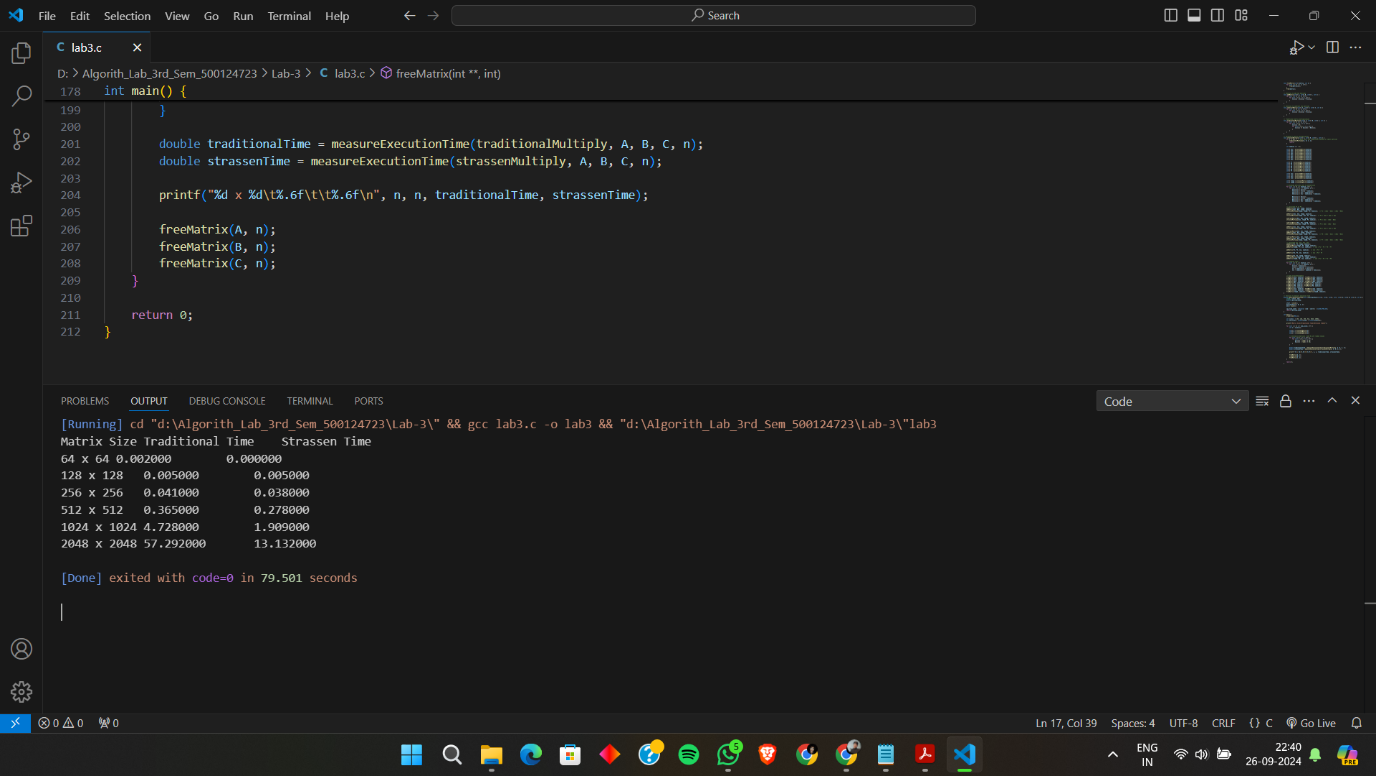 File Edit Selection View Go Run Terminal Help
Search
C lab3.c
D: > Algorith_Lab_3rd_Sem_500124723 > Lab-3 > C lab3.c > freeMatrix(int **, int)
178 int main() {
199 }
200
201 double traditionalTime = measureExecutionTime(traditionalMultiply, A, B, C, n);
202 double strassenTime = measureExecutionTime(strassenMultiply, A, B, C, n);
203
204 printf("%d x %d\t%.6f\t\t%.6f\n", n, n, traditionalTime, strassenTime);
205
206 freeMatrix(A, n);
207 freeMatrix(B, n);
208 freeMatrix(C, n);
209 }
210
211 return 0;
212 }
PROBLEMS OUTPUT DEBUG CONSOLE TERMINAL PORTS
Code
[Running] cd "d:\Algorith_Lab_3rd_Sem_500124723\Lab-3\" && gcc lab3.c -o lab3 && "d:\Algorith_Lab_3rd_Sem_500124723\Lab-3\"lab3
Matrix Size Traditional Time Strassen Time
64 x 64 0.002000 0.000000
128 x 128 0.005000 0.005000
256 x 256 0.041000 0.038000
512 x 512 0.365000 0.278000
1024 x 1024 4.728000 1.909000
2048 x 2048 57.292000 13.132000
[Done] exited with code=0 in 79.501 seconds
0 0 0
Ln 17, Col 39 Spaces: 4 UTF-8 CRLF {} C Go Live
5
ENG
IN
22:40
26-09-2024
PRE